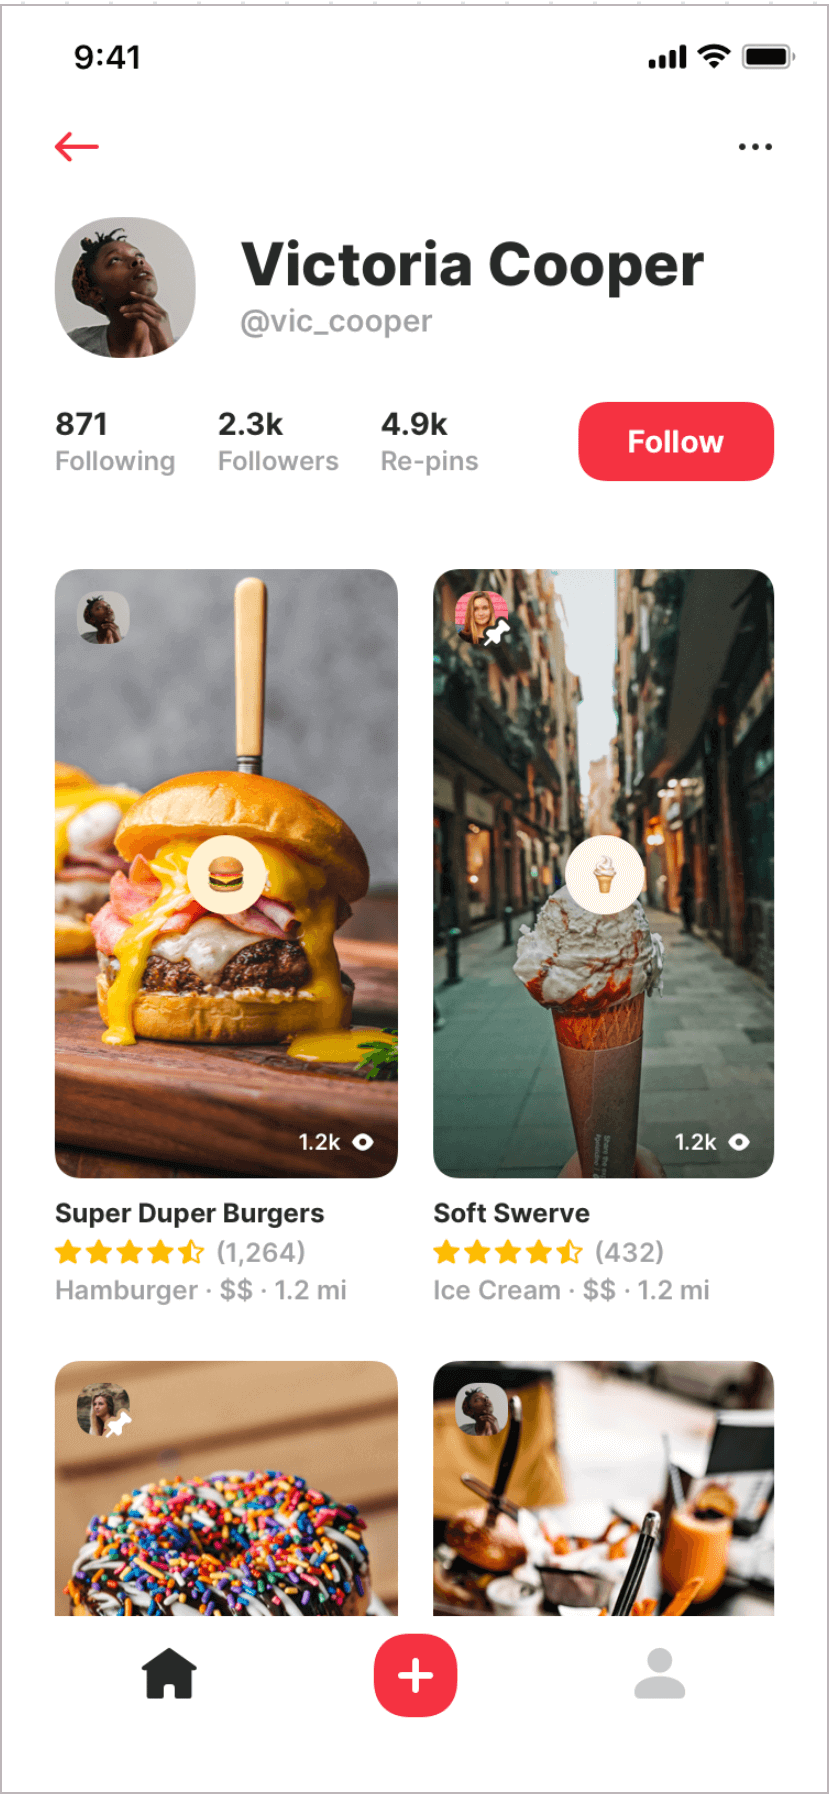 9:41
Victoria Cooper
@vic_cooper
871
Following
2.3k
Followers
4.9k
Re-pins
Follow
1.2k
1.2k
Super Duper Burgers
(1,264)
Hamburger · $$ · 1.2 mi
Soft Swerve
(432)
Ice Cream · $$ · 1.2 mi